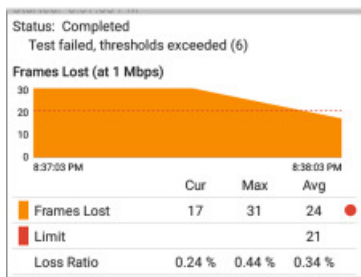 Status: Completed
Test failed, thresholds exceeded (6)
Frames Lost (at 1 Mbps)
30
20
10
0
8:37:03 PM 8:38:03 PM
Cur Max Avg
Frames Lost 17 31 24
Limit 21
Loss Ratio 0.24 % 0.44 % 0.34 %